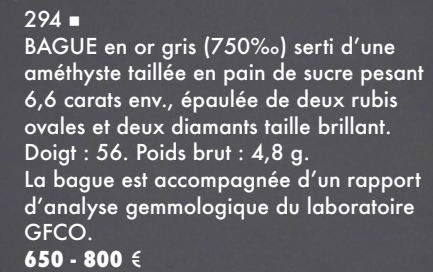 294 ■
BAGUE en or gris (750‰) serti d'une
améthyste taillée en pain de sucre pesant
6,6 carats env., épaulée de deux rubis
ovales et deux diamants taille brillant.
Doigt : 56. Poids brut : 4,8 g.
La bague est accompagnée d'un rapport
d'analyse gemmologique du laboratoire
GFCO.
650 - 800 €